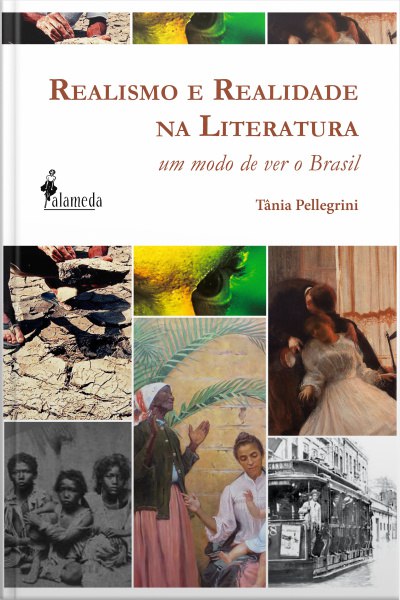 REALISMO E REALIDADE
NA LITERATURA
um modo de ver o Brasil
alameda
Tânia Pellegrini